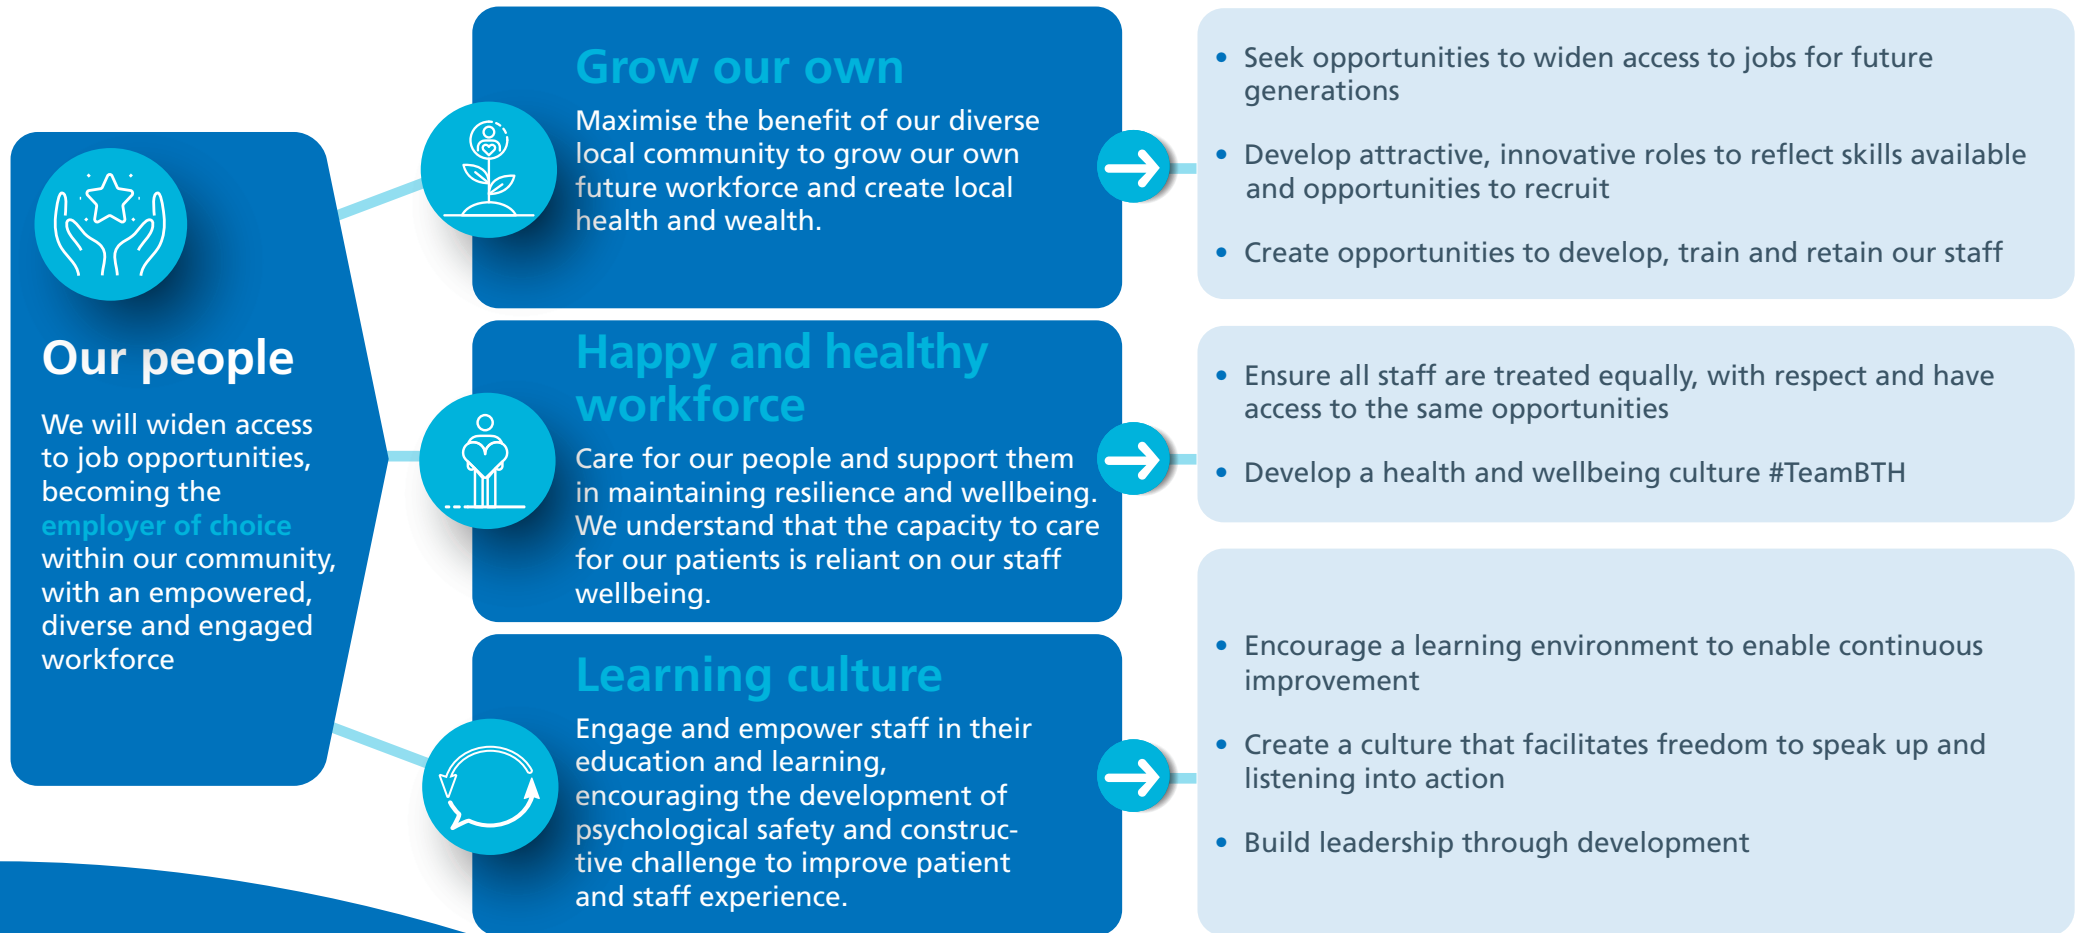 Our people
We will widen access
to job opportunities,
becoming the
employer of choice
within our community,
with an empowered,
diverse and engaged
workforce
Grow our own
Maximise the benefit of our diverse
local community to grow our own
future workforce and create local
health and wealth.
• Seek opportunities to widen access to jobs for future
generations
• Develop attractive, innovative roles to reflect skills available
and opportunities to recruit
• Create opportunities to develop, train and retain our staff
Happy and healthy
workforce
Care for our people and support them
in maintaining resilience and wellbeing.
We understand that the capacity to care
for our patients is reliant on our staff
wellbeing.
• Ensure all staff are treated equally, with respect and have
access to the same opportunities
• Develop a health and wellbeing culture #TeamBTH
Learning culture
Engage and empower staff in their
education and learning,
encouraging the development of
psychological safety and construc-
tive challenge to improve patient
and staff experience.
• Encourage a learning environment to enable continuous
improvement
• Create a culture that facilitates freedom to speak up and
listening into action
• Build leadership through development